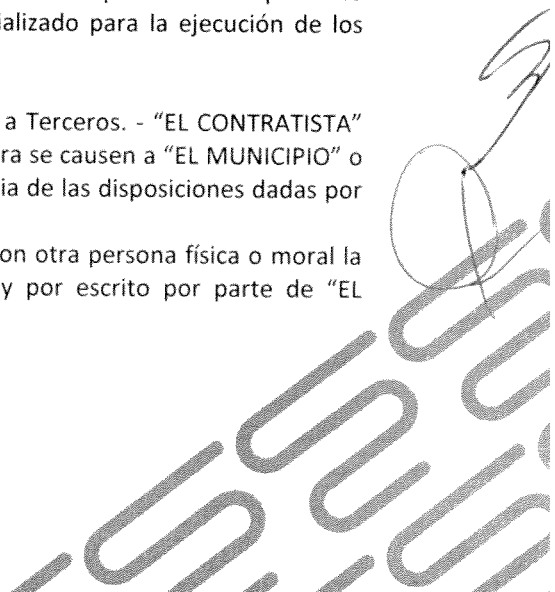 ializado para la ejecución de los
a Terceros. - “EL CONTRATISTA”
ra se causen a “EL MUNICIPIO” o
ia de las disposiciones dadas por
on otra persona física o moral la
y por escrito por parte de “EL